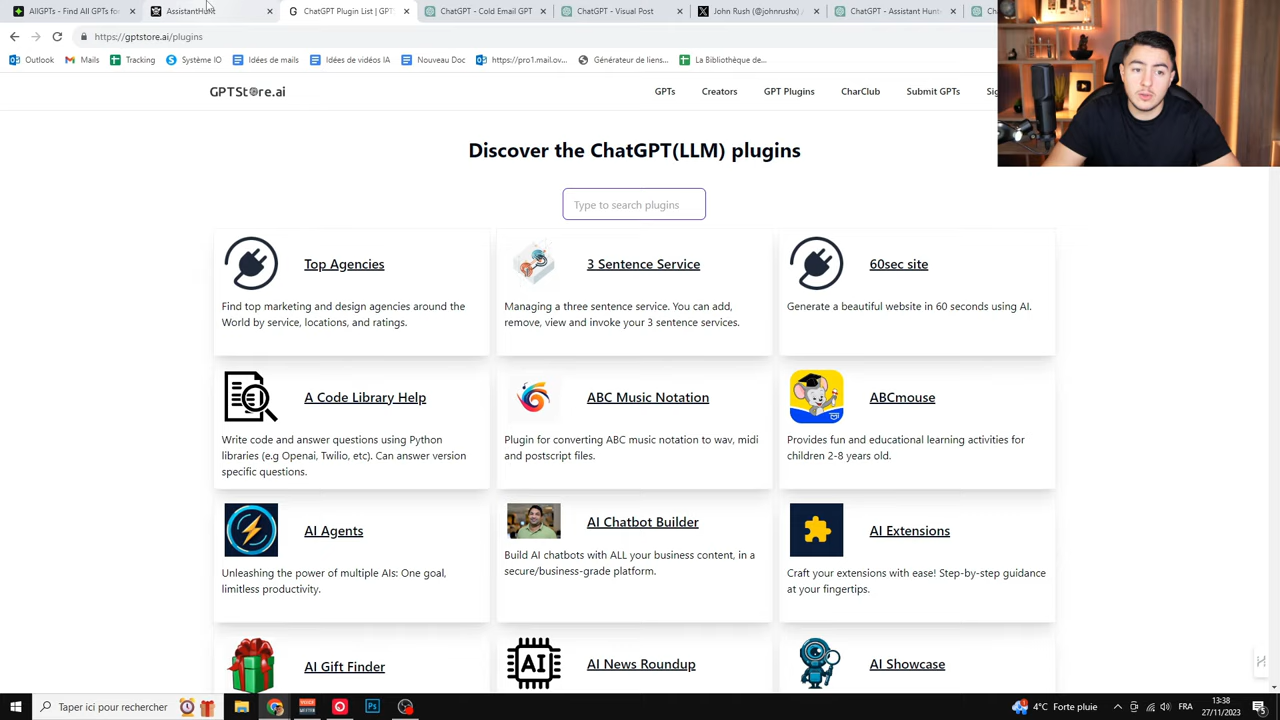 AllGPTs - Find All GPTs for
AssistantHunt
ChatGPT Plugin List | GPT
ChatGPT - Cold Email GPT
ChatGPT - Visual Post
John Rush (@johnrushx) /
ChatGPT - Assistant Hunt
ChatGPT -
https://gptstore.ai/plugins
Outlook
Mails
Tracking
Système IO
Idées de mails
Idées de vidéos IA
Nouveau Doc
https://pro1.mail.ov...
Générateur de liens...
La Bibliothèque de...
GPTStore.ai
GPTs
Creators
GPT Plugins
CharClub
Submit GPTs
Discover the ChatGPT(LLM) plugins
Type to search plugins
Top Agencies
Find top marketing and design agencies around the
World by service, locations, and ratings.
3 Sentence Service
Managing a three sentence service. You can add,
remove, view and invoke your 3 sentence services.
60sec site
Generate a beautiful website in 60 seconds using AI.
A Code Library Help
Write code and answer questions using Python
libraries (e.g Openai, Twilio, etc). Can answer version
specific questions.
ABC Music Notation
Plugin for converting ABC music notation to wav, midi
and postscript files.
ABCmouse
Provides fun and educational learning activities for
children 2-8 years old.
AI Agents
Unleashing the power of multiple AIs: One goal,
limitless productivity.
AI Chatbot Builder
Build AI chatbots with ALL your business content, in a
secure/business-grade platform.
AI Extensions
Craft your extensions with ease! Step-by-step guidance
at your fingertips.
AI Gift Finder
AI
AI News Roundup
AI Showcase
Taper ici pour rechercher
Ps
1
4°C Forte pluie
FRA
13:38
27/11/2023
5